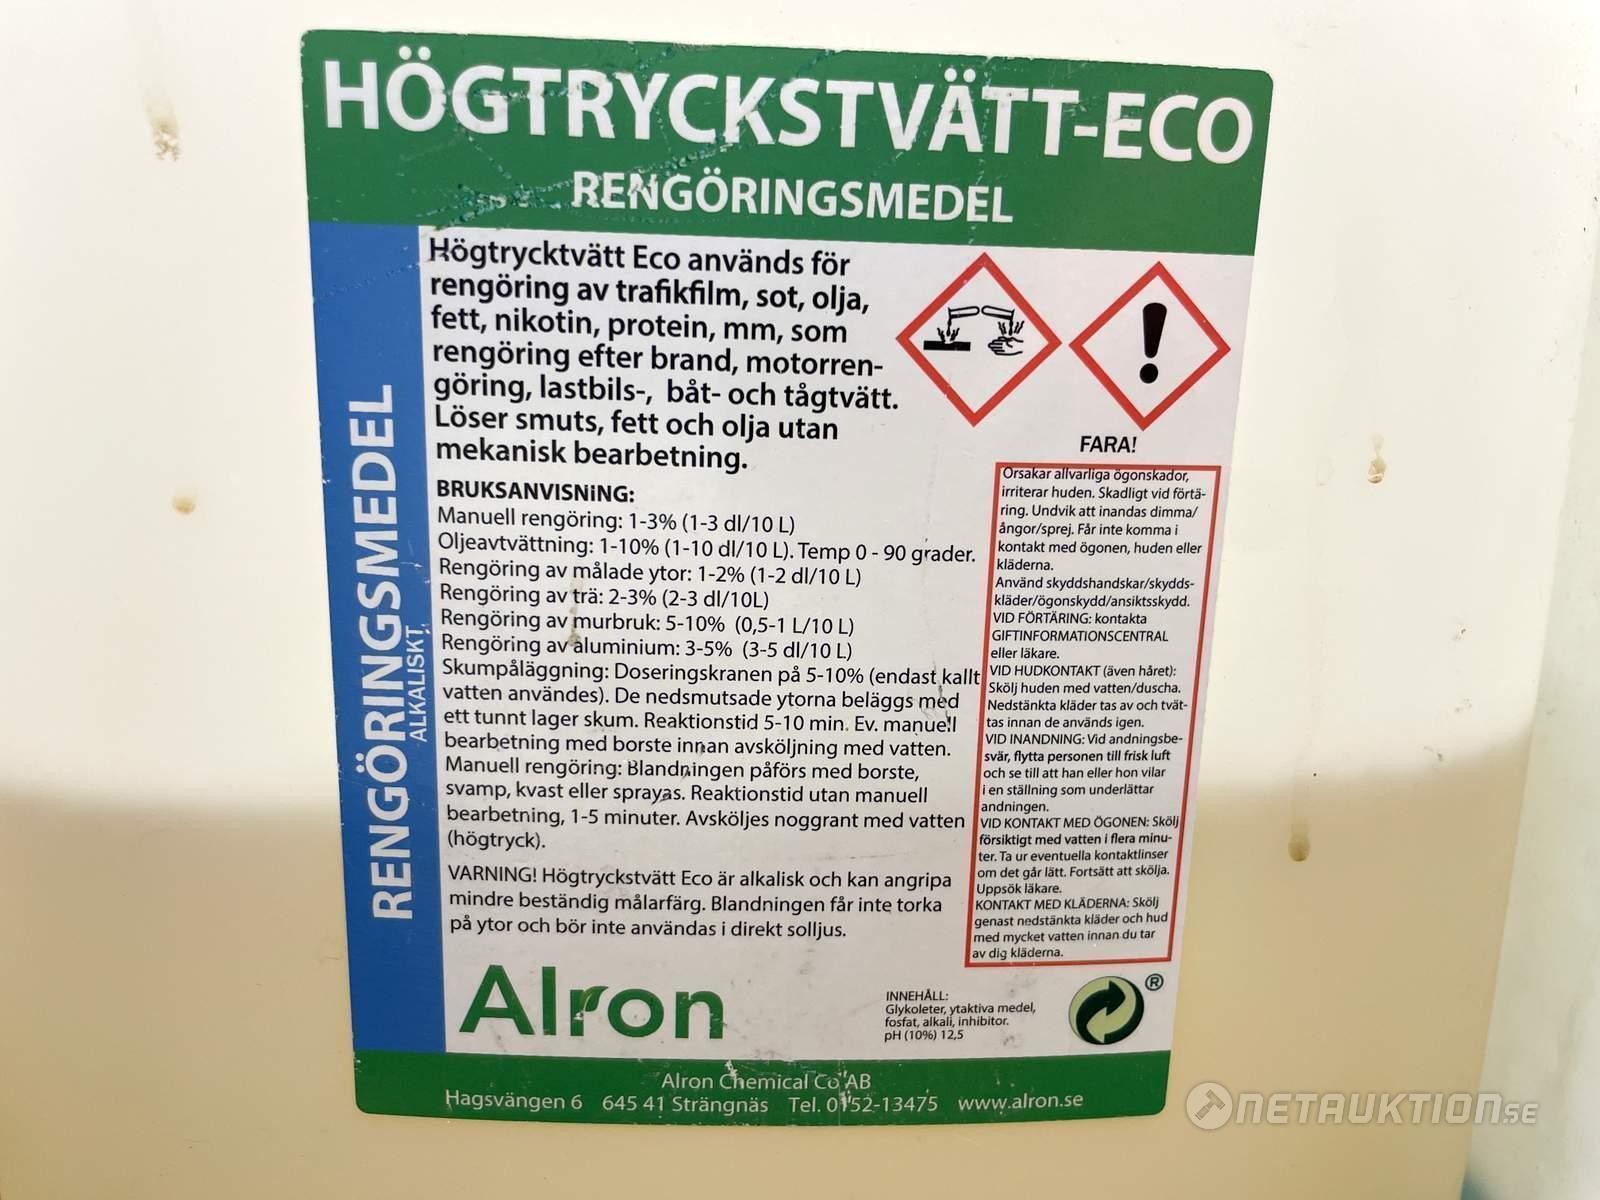 HÖGTRYCKSTVÄTT-ECO
RENGÖRINGSMEDEL
RENGÖRINGSMEDEL
ALKALISKT
Högtrycktvätt Eco används för
rengöring av trafikfilm, sot, olja,
fett, nikotin, protein, mm, som
rengöring efter brand, motorren-
göring, lastbils-, båt- och tågtvätt.
Löser smuts, fett och olja utan
mekanisk bearbetning.
BRUKSANVISNiNG:
Manuell rengöring: 1-3% (1-3 dl/10 L)
Oljeavtvättning: 1-10% (1-10 dl/10 L). Temp 0 - 90 grader.
Rengöring av målade ytor: 1-2% (1-2 dl/10 L)
Rengöring av trä: 2-3% (2-3 dl/10L)
Rengöring av murbruk: 5-10% (0,5-1 L/10 L)
Rengöring av aluminium: 3-5% (3-5 dl/10 L)
Skumpåläggning: Doseringskranen på 5-10% (endast kallt
vatten användes). De nedsmutsade ytorna beläggs med
ett tunnt lager skum. Reaktionstid 5-10 min. Ev. manuell
bearbetning med borste innan avsköljning med vatten.
Manuell rengöring: Blandningen påförs med borste,
svamp, kvast eller sprayas. Reaktionstid utan manuell
bearbetning, 1-5 minuter. Avsköljes noggrant med vatten
(högtryck).
VARNING! Högtryckstvätt Eco är alkalisk och kan angripa
mindre beständig målarfärg. Blandningen får inte torka
på ytor och bör inte användas i direkt solljus.
FARA!
Orsakar allvarliga ögonskador,
irriterar huden. Skadligt vid förtä-
ring. Undvik att inandas dimma/
ångor/sprej. Får inte komma i
kontakt med ögonen, huden eller
kläderna.
Använd skyddshandskar/skydds-
kläder/ögonskydd/ansiktsskydd.
VID FÖRTÄRING: kontakta
GIFTINFORMATIONSCENTRAL
eller läkare.
VID HUDKONTAKT (även håret):
Skölj huden med vatten/duscha.
Nedstänkta kläder tas av och tvät-
tas innan de används igen.
VID INANDNING: Vid andningsbe-
svär, flytta personen till frisk luft
och se till att han eller hon vilar
i en ställning som underlättar
andningen.
VID KONTAKT MED ÖGONEN: Skölj
försiktigt med vatten i flera minu-
ter. Ta ur eventuella kontaktlinser
om det går lätt. Fortsätt att skölja.
Uppsök läkare.
KONTAKT MED KLÄDERNA: Skölj
genast nedstänkta kläder och hud
med mycket vatten innan du tar
av dig kläderna.
Alron
INNEHÅLL:
Glykoleter, ytaktiva medel,
fosfat, alkali, inhibitor.
pH (10%) 12,5
®
Alron Chemical Co AB
Hagsvängen 6 645 41 Strängnäs Tel. 0152-13475 www.alron.se
NETAUKTION.SE